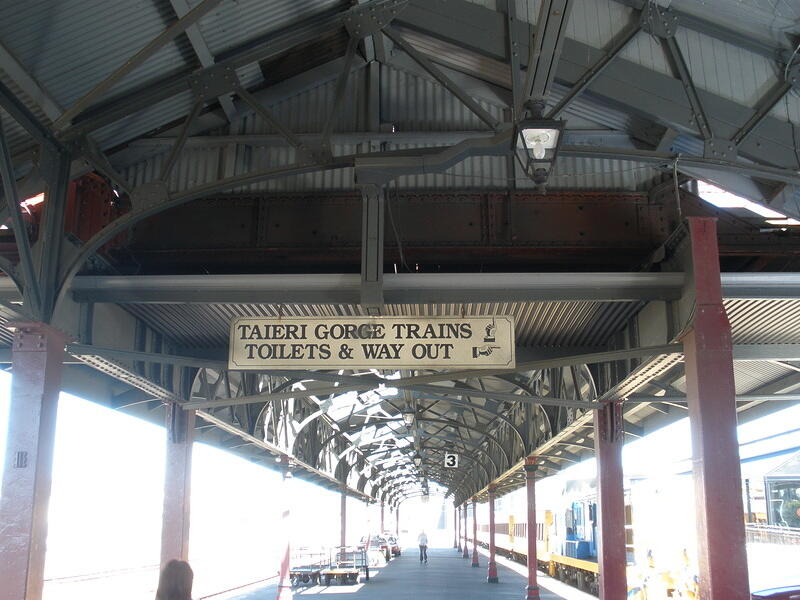 TAIERI GORGE TRAINS
TOILETS & WAY OUT
3